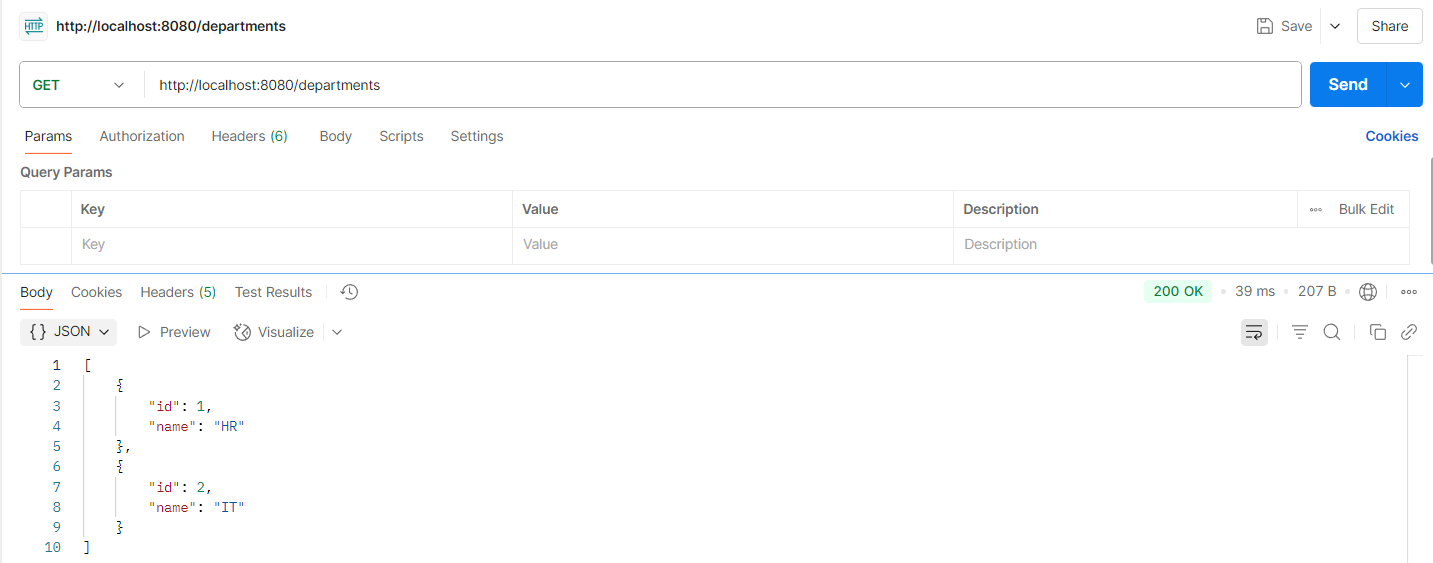 HTTP http://localhost:8080/departments Save Share
GET http://localhost:8080/departments Send
Params Authorization Headers (6) Body Scripts Settings Cookies
Query Params
Key Value Description Bulk Edit
Key Value Description
Body Cookies Headers (5) Test Results 200 OK 39 ms 207 B
{} JSON Preview Visualize
1 [
2 {
3 "id": 1,
4 "name": "HR"
5 },
6 {
7 "id": 2,
8 "name": "IT"
9 }
10 ]